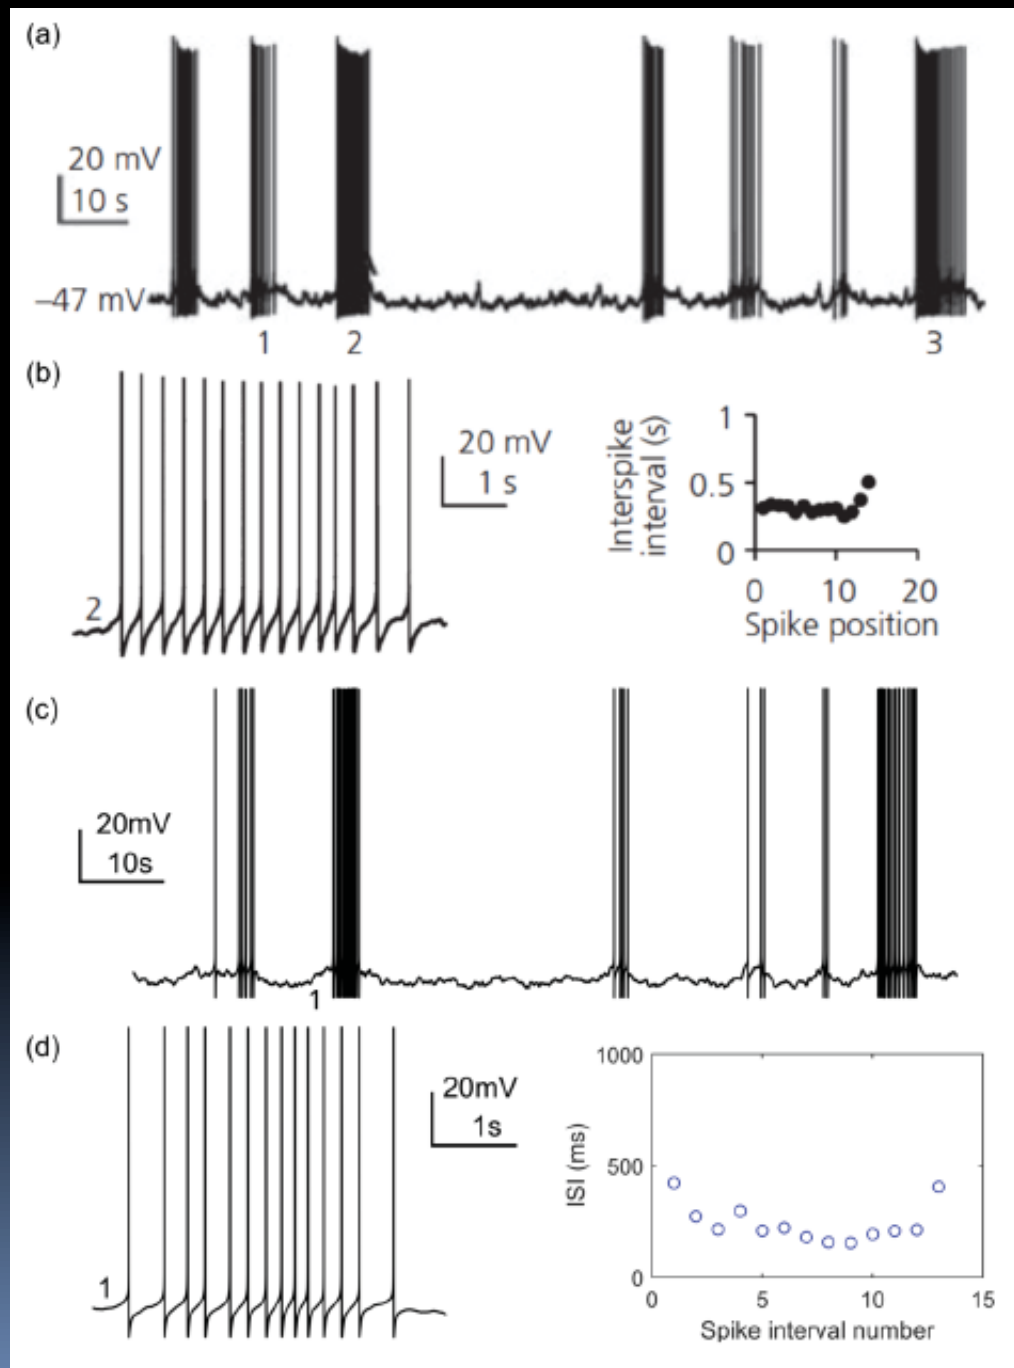 (a)
20 mV
10 s
–47 mV
1 2 3
(b)
20 mV
1 s
2
Interspike
interval (s)
1
0.5
0
0 10 20
Spike position
(c)
20mV
10s
1
(d)
20mV
1s
1
ISI (ms)
1000
500
0
0 5 10 15
Spike interval number